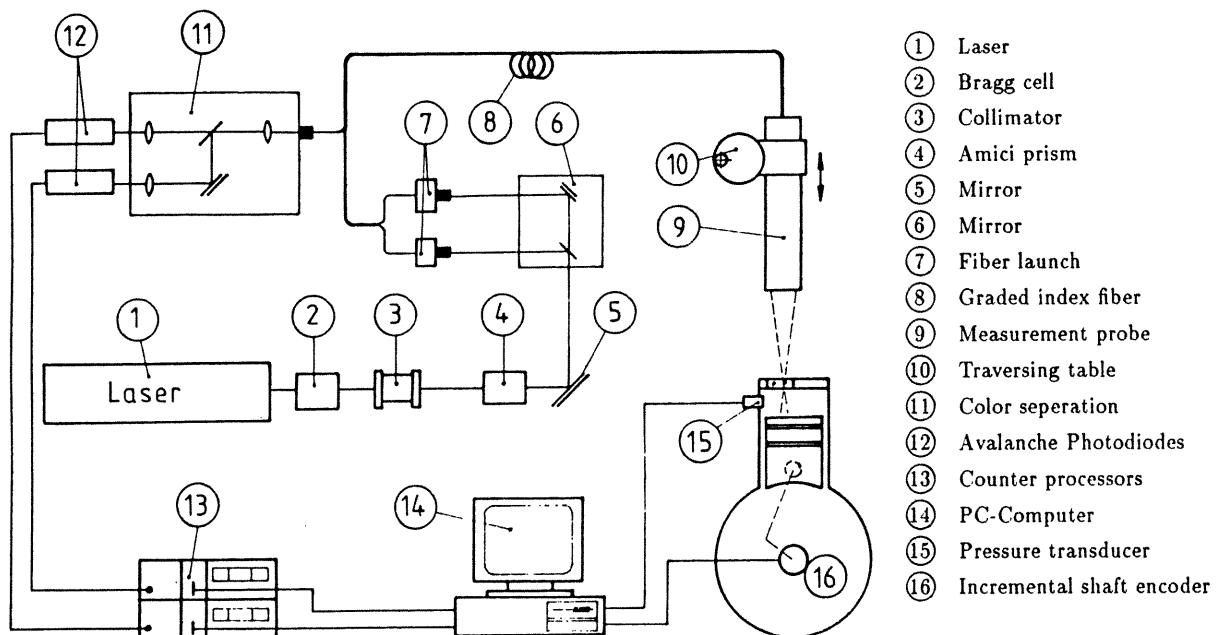 12
11
8
7
6
10
9
1
Laser
2
3
4
5
15
13
14
16
1 Laser
2 Bragg cell
3 Collimator
4 Amici prism
5 Mirror
6 Mirror
7 Fiber launch
8 Graded index fiber
9 Measurement probe
10 Traversing table
11 Color seperation
12 Avalanche Photodiodes
13 Counter processors
14 PC-Computer
15 Pressure transducer
16 Incremental shaft encoder